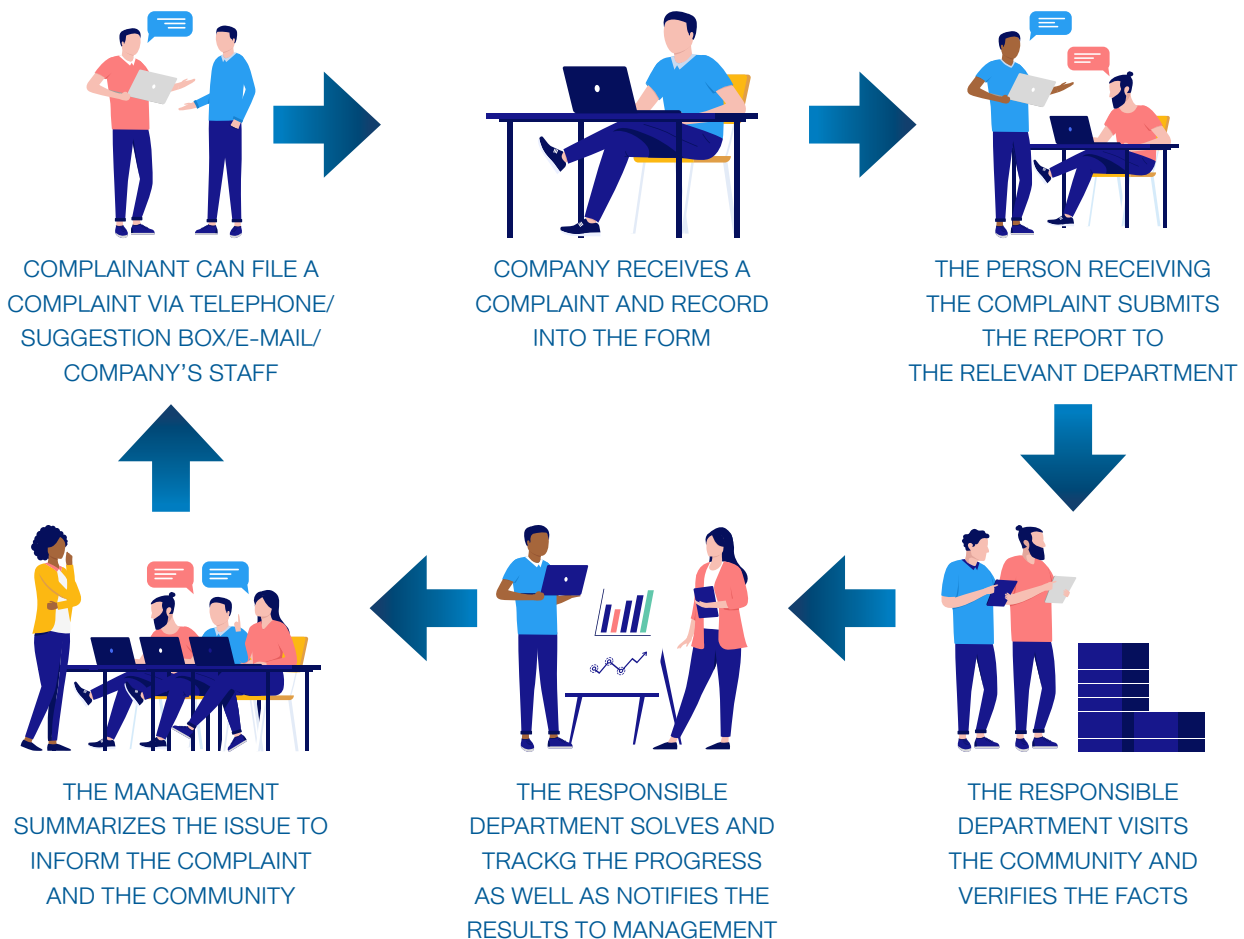 COMPLAINANT CAN FILE A
COMPLAINT VIA TELEPHONE/
SUGGESTION BOX/E-MAIL/
COMPANY'S STAFF
COMPANY RECEIVES A
COMPLAINT AND RECORD
INTO THE FORM
THE PERSON RECEIVING
THE COMPLAINT SUBMITS
THE REPORT TO
THE RELEVANT DEPARTMENT
THE RESPONSIBLE
DEPARTMENT VISITS
THE COMMUNITY AND
VERIFIES THE FACTS
THE RESPONSIBLE
DEPARTMENT SOLVES AND
TRACKG THE PROGRESS
AS WELL AS NOTIFIES THE
RESULTS TO MANAGEMENT
THE MANAGEMENT
SUMMARIZES THE ISSUE TO
INFORM THE COMPLAINT
AND THE COMMUNITY